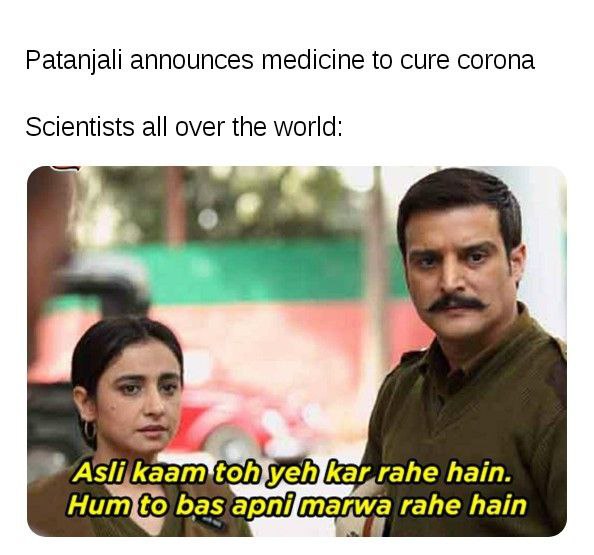 Patanjali announces medicine to cure corona
Scientists all over the world:
Asli kaam toh yeh kar rahe hain.
Hum to bas apni marwa rahe hain